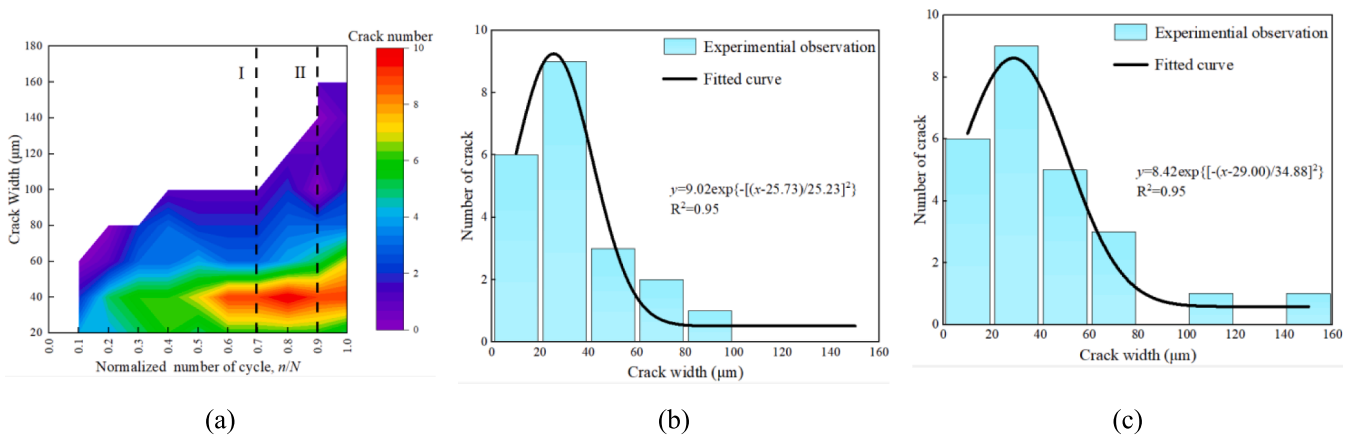 Crack number
180
160
140
120
100
80
60
40
20
Crack Width (μm)
I
II
10
8
6
4
2
0
0.0
0.1
0.2
0.3
0.4
0.5
0.6
0.7
0.8
0.9
1.0
Normalized number of cycle, n/N
(a)
10
8
6
4
2
0
Number of crack
Experimental observation
Fitted curve
y=9.02exp{-[(x-25.73)/25.23]²}
R²=0.95
0 20 40 60 80 100 120 140 160
Crack width (μm)
(b)
10
8
6
4
2
0
Number of crack
Experimental observation
Fitted curve
y=8.42exp{[-(x-29.00)/34.88]²}
R²=0.95
0 20 40 60 80 100 120 140 160
Crack width (μm)
(c)